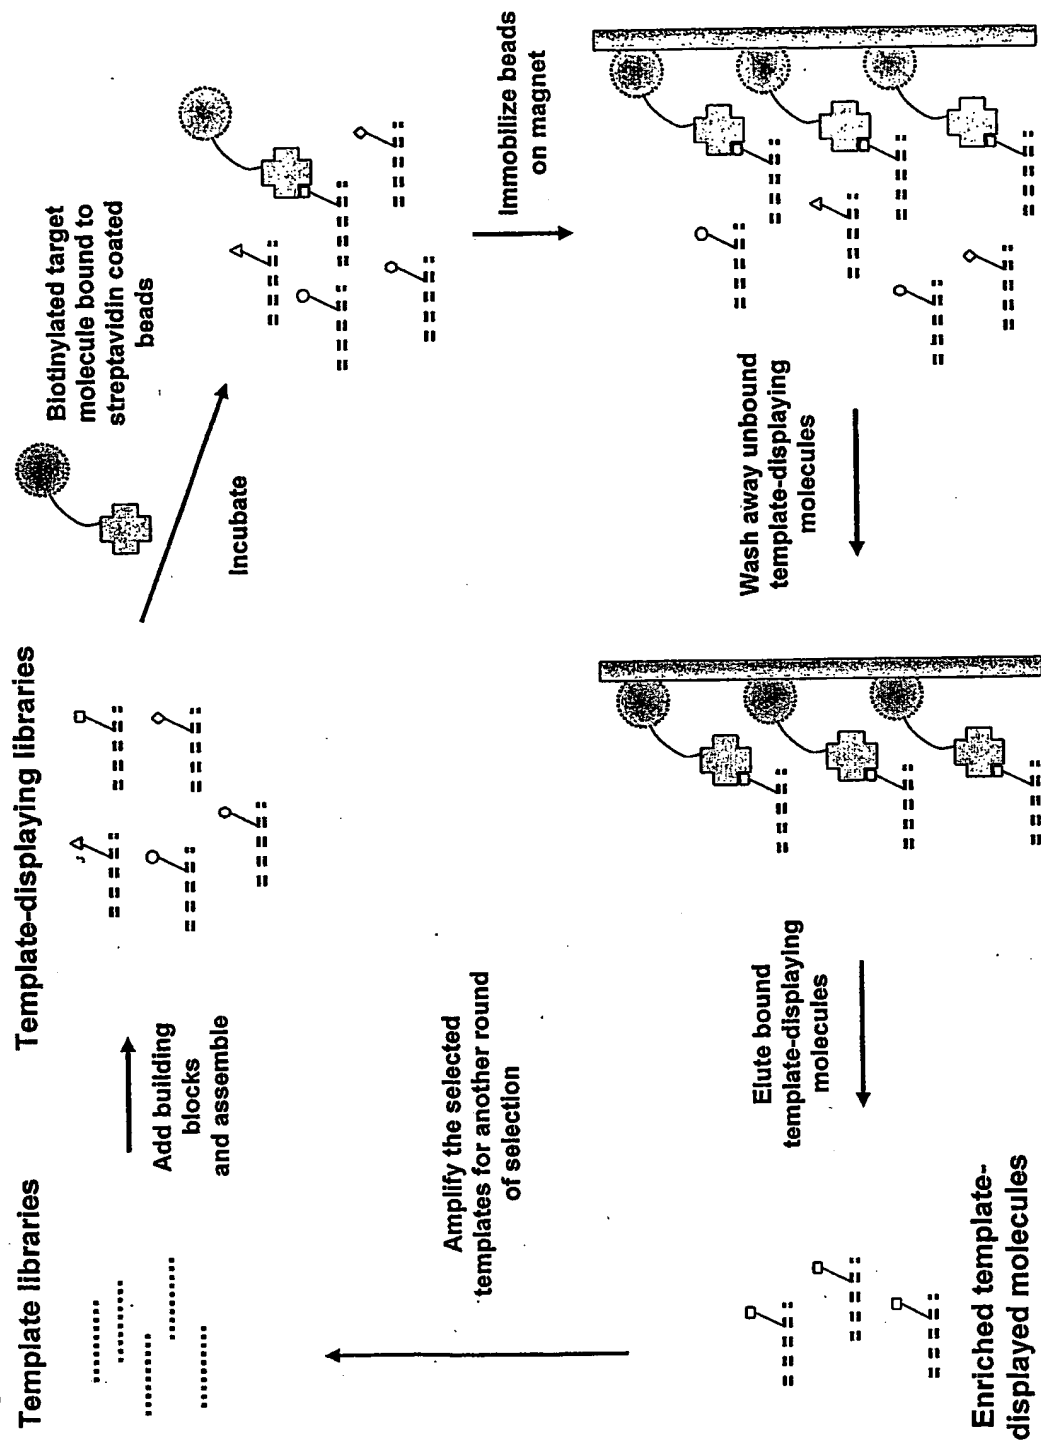 Template libraries
Add building
blocks
and assemble
Template-displaying libraries
Incubate
Biotinylated target
molecule bound to
streptavidin coated
beads
Immobilize beads
on magnet
Wash away unbound
template-displaying
molecules
Elute bound
template-displaying
molecules
Enriched template-
displayed molecules
Amplify the selected
templates for another round
of selection